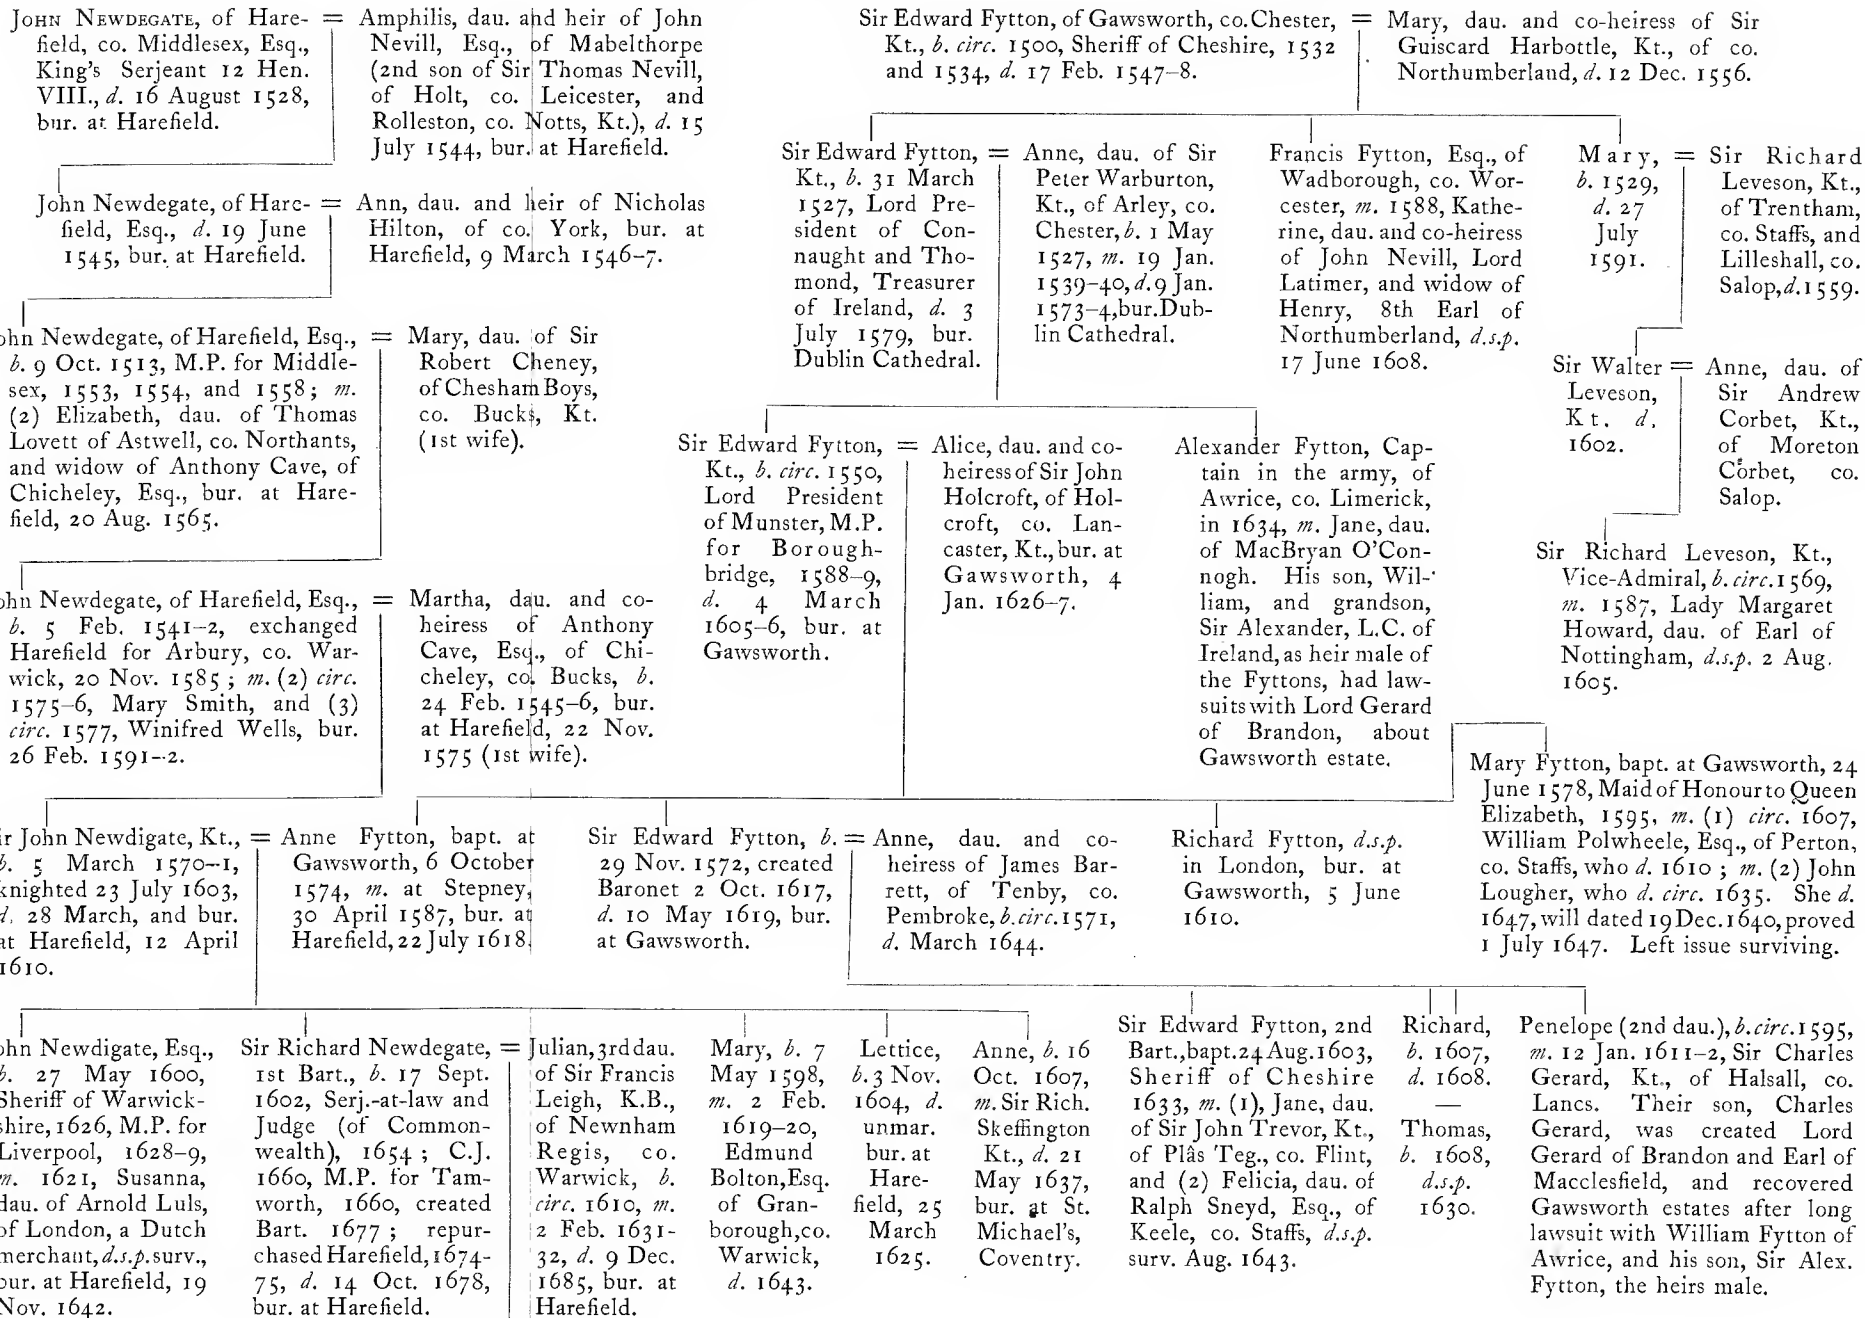 JOHN NEWDEGATE, of Hare- =
field, co. Middlesex, Esq.,
King's Serjeant 12 Hen.
VIII., d. 16 August 1528,
bur. at Harefield.
Amphilis, dau. and heir of John
Nevill, Esq., of Mabelthorpe
(2nd son of Sir Thomas Nevill,
of Holt, co. Leicester, and
Rolleston, co. Notts, Kt.), d. 15
July 1544, bur. at Harefield.
Sir Edward Fytton, of Gawsworth, co. Chester, =
Kt., b. circ. 1500, Sheriff of Cheshire, 1532
and 1534, d. 17 Feb. 1547-8.
Mary, dau. and co-heiress of Sir
Guiscard Harbottle, Kt., of co.
Northumberland, d. 12 Dec. 1556.
John Newdegate, of Hare- =
field, Esq., d. 19 June
1545, bur. at Harefield.
Ann, dau. and heir of Nicholas
Hilton, of co. York, bur. at
Harefield, 9 March 1546-7.
Sir Edward Fytton, =
Kt., b. 31 March
1527, Lord Pre-
sident of Con-
naught and Tho-
mond, Treasurer
of Ireland, d. 3
July 1579, bur.
Dublin Cathedral.
Anne, dau. of Sir
Peter Warburton,
Kt., of Arley, co.
Chester, b. 1 May
1527, m. 19 Jan.
1539-40, d. 9 Jan.
1573-4, bur. Dub-
lin Cathedral.
Francis Fytton, Esq., of
Wadborough, co. Wor-
cester, m. 1588, Kathe-
rine, dau. and co-heiress
of John Nevill, Lord
Latimer, and widow of
Henry, 8th Earl of
Northumberland, d.s.p.
17 June 1608.
Mary, =
b. 1529,
d. 27
July
1591.
Sir Richard
Leveson, Kt.,
of Trentham,
co. Staffs, and
Lilleshall, co.
Salop, d. 1559.
ohn Newdegate, of Harefield, Esq., =
b. 9 Oct. 1513, M.P. for Middle-
sex, 1553, 1554, and 1558; m.
(2) Elizabeth, dau. of Thomas
Lovett of Astwell, co. Northants,
and widow of Anthony Cave, of
Chicheley, Esq., bur. at Hare-
field, 20 Aug. 1565.
Mary, dau. of Sir
Robert Cheney,
of Chesham Boys,
co. Bucks, Kt.
(1st wife).
Sir Walter =
Leveson,
Kt. d.
1602.
Anne, dau. of
Sir Andrew
Corbet, Kt.,
of Moreton
Corbet, co.
Salop.
Sir Edward Fytton, =
Kt., b. circ. 1550,
Lord President
of Munster, M.P.
for Borough-
bridge, 1588-9,
d. 4 March
1605-6, bur. at
Gawsworth.
Alice, dau. and co-
heiress of Sir John
Holcroft, of Hol-
croft, co. Lan-
caster, Kt., bur. at
Gawsworth, 4
Jan. 1626-7.
Alexander Fytton, Cap-
tain in the army, of
Awrice, co. Limerick,
in 1634, m. Jane, dau.
of MacBryan O'Con-
nogh. His son, Wil-
liam, and grandson,
Sir Alexander, L.C. of
Ireland, as heir male of
the Fyttons, had law-
suits with Lord Gerard
of Brandon, about
Gawsworth estate.
Sir Richard Leveson, Kt.,
Vice-Admiral, b. circ. 1569,
m. 1587, Lady Margaret
Howard, dau. of Earl of
Nottingham, d.s.p. 2 Aug.
1605.
ohn Newdegate, of Harefield, Esq., =
b. 5 Feb. 1541-2, exchanged
Harefield for Arbury, co. War-
wick, 20 Nov. 1585; m. (2) circ.
1575-6, Mary Smith, and (3)
circ. 1577, Winifred Wells, bur.
26 Feb. 1591-2.
Martha, dau. and co-
heiress of Anthony
Cave, Esq., of Chi-
cheley, co. Bucks, b.
24 Feb. 1545-6, bur.
at Harefield, 22 Nov.
1575 (1st wife).
Mary Fytton, bapt. at Gawsworth, 24
June 1578, Maid of Honour to Queen
Elizabeth, 1595, m. (1) circ. 1607,
William Polwheele, Esq., of Perton,
co. Staffs, who d. 1610; m. (2) John
Lougher, who d. circ. 1635. She d.
1647, will dated 19 Dec. 1640, proved
1 July 1647. Left issue surviving.
ir John Newdigate, Kt., =
b. 5 March 1570-1,
knighted 23 July 1603,
d. 28 March, and bur.
at Harefield, 12 April
1610.
Anne Fytton, bapt. at
Gawsworth, 6 October
1574, m. at Stepney,
30 April 1587, bur. at
Harefield, 22 July 1618.
Sir Edward Fytton, b. =
29 Nov. 1572, created
Baronet 2 Oct. 1617,
d. 10 May 1619, bur.
at Gawsworth.
Anne, dau. and co-
heiress of James Bar-
rett, of Tenby, co.
Pembroke, b. circ. 1571,
d. March 1644.
Richard Fytton, d.s.p.
in London, bur. at
Gawsworth, 5 June
1610.
ohn Newdigate, Esq.,
b. 27 May 1600,
Sheriff of Warwick-
shire, 1626, M.P. for
Liverpool, 1628-9,
m. 1621, Susanna,
dau. of Arnold Luls,
of London, a Dutch
merchant, d.s.p. surv.,
bur. at Harefield, 19
Nov. 1642.
Sir Richard Newdegate, =
1st Bart., b. 17 Sept.
1602, Serj.-at-law and
Judge (of Common-
wealth), 1654; C.J.
1660, M.P. for Tam-
worth, 1660, created
Bart. 1677; repur-
chased Harefield, 1674-
75, d. 14 Oct. 1678,
bur. at Harefield.
Julian, 3rd dau.
of Sir Francis
Leigh, K.B.,
of Newnham
Regis, co.
Warwick, b.
circ. 1610, m.
2 Feb. 1631-
32, d. 9 Dec.
1685, bur. at
Harefield.
Mary, b. 7
May 1598,
m. 2 Feb.
1619-20,
Edmund
Bolton, Esq.
of Gran-
borough, co.
Warwick,
d. 1643.
Lettice,
b. 3 Nov.
1604, d.
unmar.
bur. at
Hare-
field, 25
March
1625.
Anne, b. 16
Oct. 1607,
m. Sir Rich.
Skeffington
Kt., d. 21
May 1637,
bur. at St.
Michael's,
Coventry.
Sir Edward Fytton, 2nd
Bart., bapt. 24 Aug. 1603,
Sheriff of Cheshire
1633, m. (1), Jane, dau.
of Sir John Trevor, Kt.,
of Plâs Teg., co. Flint,
and (2) Felicia, dau. of
Ralph Sneyd, Esq., of
Keele, co. Staffs, d.s.p.
surv. Aug. 1643.
Richard,
b. 1607,
d. 1608.
—
Thomas,
b. 1608,
d.s.p.
1630.
Penelope (2nd dau.), b. circ. 1595,
m. 12 Jan. 1611-2, Sir Charles
Gerard, Kt., of Halsall, co.
Lancs. Their son, Charles
Gerard, was created Lord
Gerard of Brandon and Earl of
Macclesfield, and recovered
Gawsworth estates after long
lawsuit with William Fytton of
Awrice, and his son, Sir Alex.
Fytton, the heirs male.